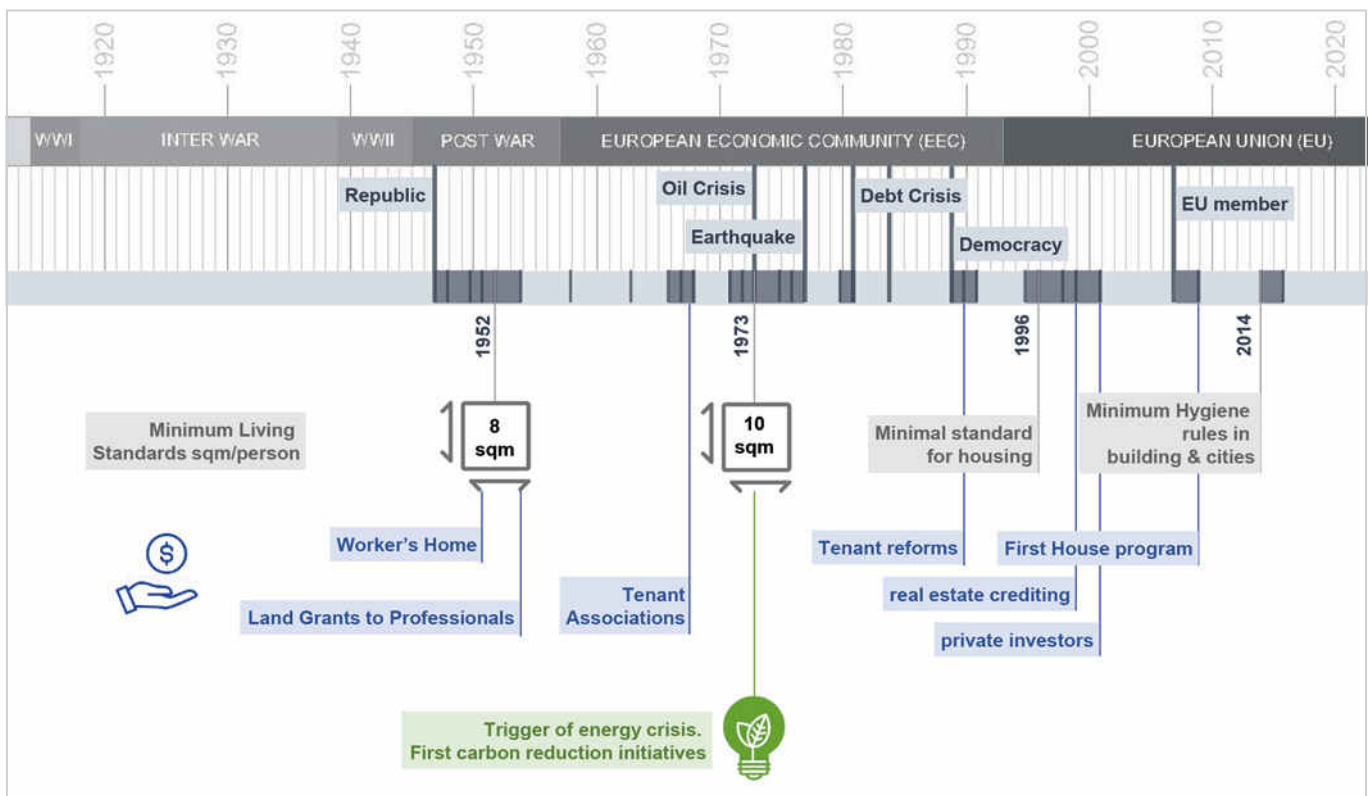 1920
1930
1940
1950
1960
1970
1980
1990
2000
2010
2020
WWI
INTER WAR
WWII
POST WAR
EUROPEAN ECONOMIC COMMUNITY (EEC)
EUROPEAN UNION (EU)
Republic
Oil Crisis
Earthquake
Debt Crisis
Democracy
EU member
1952
1973
1996
2014
Minimum Living
Standards sqm/person
8
sqm
10
sqm
Minimal standard
for housing
Minimum Hygiene
rules in
building & cities
$
Worker's Home
Land Grants to Professionals
Tenant
Associations
Tenant reforms
First House program
real estate crediting
private investors
Trigger of energy crisis.
First carbon reduction initiatives